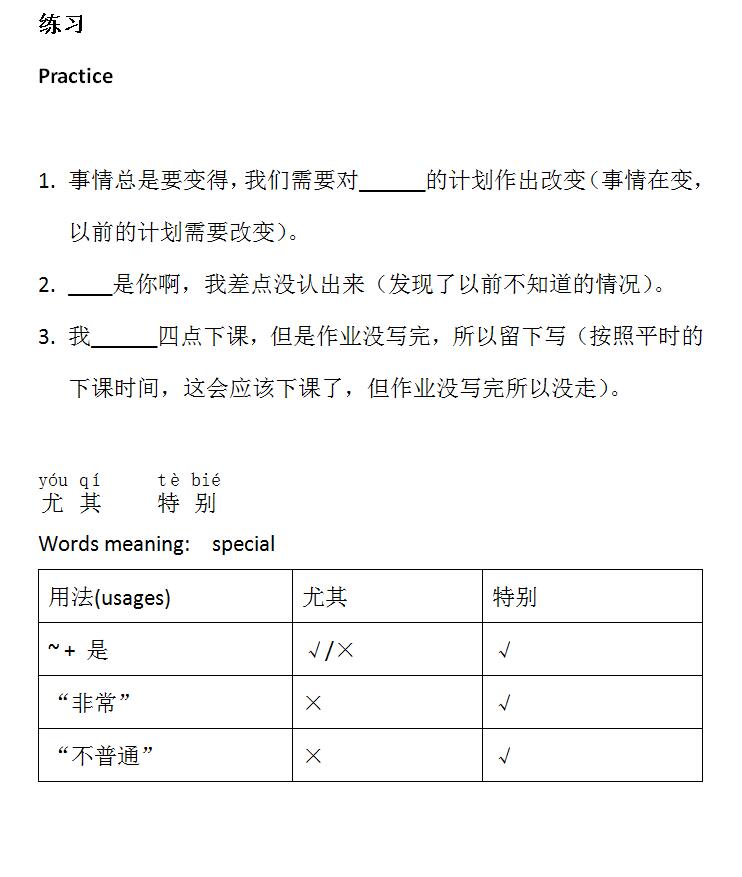 练习
Practice
1. 事情总是要变得，我们需要对______的计划作出改变（事情在变，
以前的计划需要改变）。
2. ____是你啊，我差点没认出来（发现了以前不知道的情况）。
3. 我______四点下课，但是作业没写完，所以留下写（按照平时的
下课时间，这会应该下课了，但作业没写完所以没走）。
yóu qí tè bié
尤 其 特 别
Words meaning: special
用法(usages) 尤其 特别
~ + 是 √/× √
“非常” × √
“不普通” × √